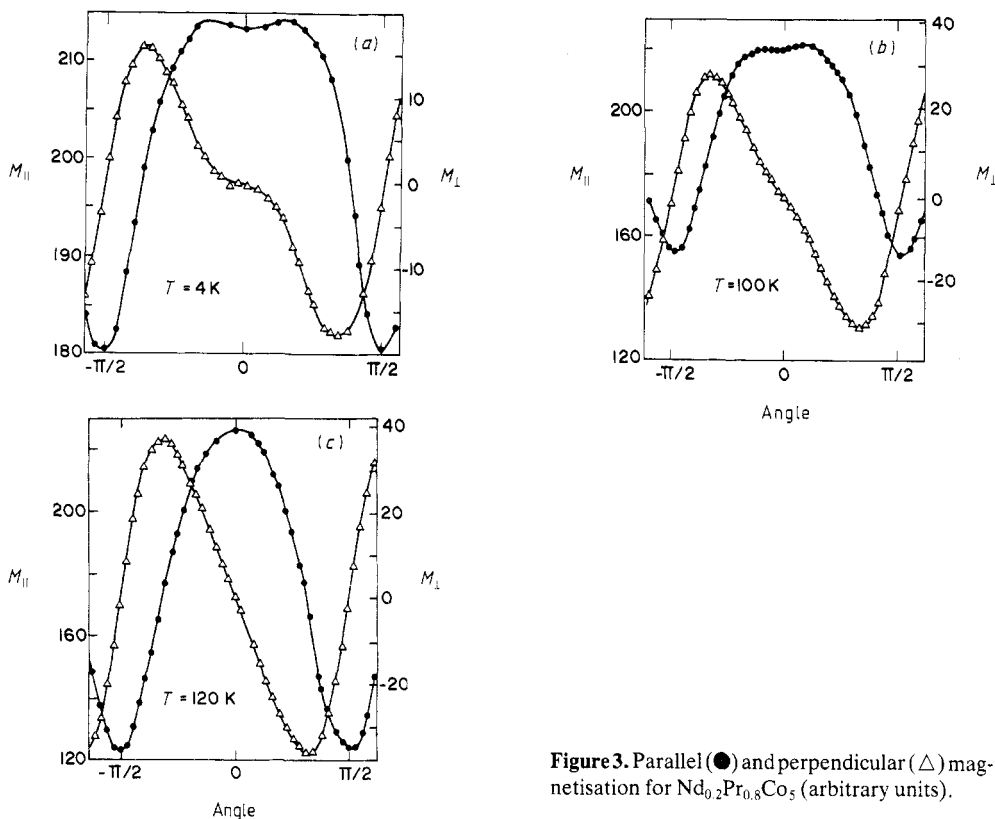 (a)
210
200
190
180
M||
10
0
-10
M⊥
T = 4 K
-π/2 0 π/2
(b)
200
160
120
M||
40
20
0
-20
M⊥
T = 100 K
-π/2 0 π/2
Angle
(c)
200
160
120
M||
40
20
0
-20
M⊥
T = 120 K
-π/2 0 π/2
Angle
Figure 3. Parallel (●) and perpendicular (△) mag-
netisation for Nd₀.₂Pr₀.₈Co₅ (arbitrary units).